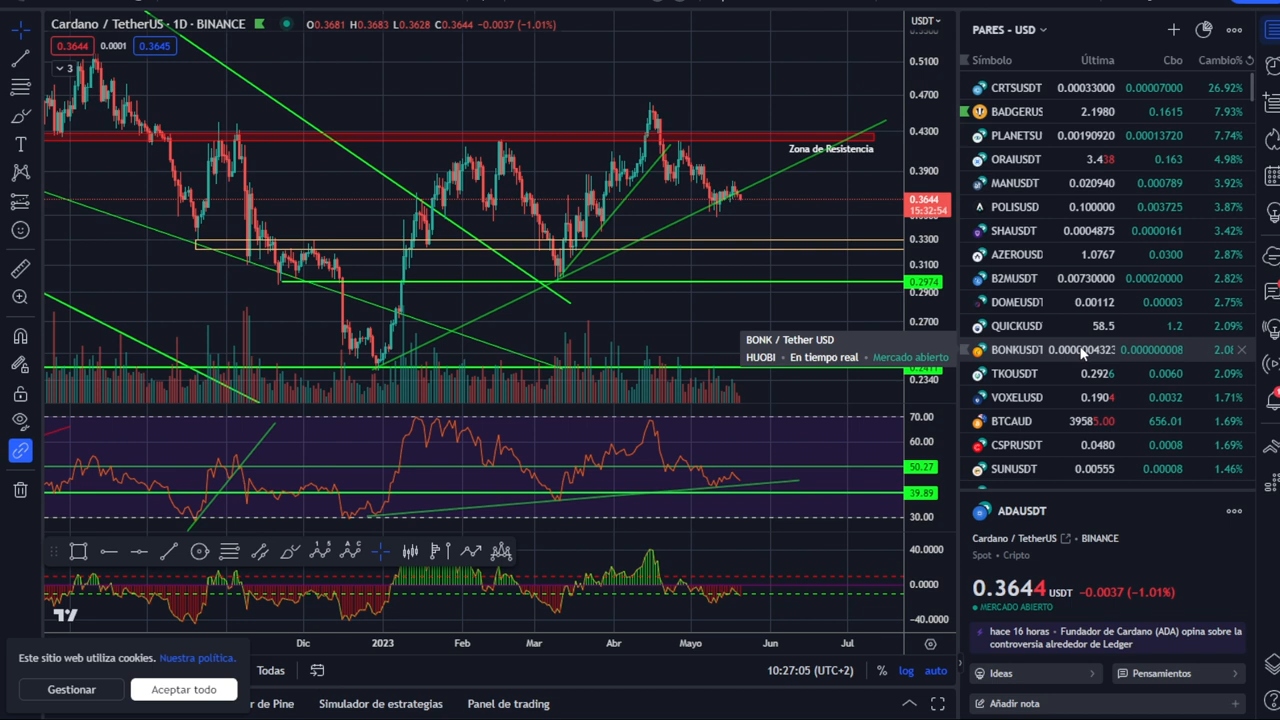 Cardano / TetherUS · 1D · BINANCE
O0.3681 H0.3683 L0.3628 C0.3644 −0.0037 (−1.01%)
0.3644 0.0001 0.3645
3
USDT
0.5100
0.4700
0.4300
0.3900
0.3644
15:32:54
0.3300
0.3100
0.2974
0.2900
0.2700
0.2340
Zona de Resistencia
BONK / Tether USD
HUOBI • En tiempo real • Mercado abierto
70.00
60.00
50.27
39.89
30.00
40.0000
0.0000
−40.0000
Dic 2023 Feb Mar Abr Mayo Jun Jul
Todas
10:27:05 (UTC+2) % log auto
Este sitio web utiliza cookies. Nuestra política.
Gestionar Aceptar todo
r de Pine Simulador de estrategias Panel de trading
PARES - USD
Símbolo Última Cbo Cambio%
CRTSUSDT 0.00033000 0.00007000 26.92%
BADGERUS 2.1980 0.1615 7.93%
PLANETSU 0.00190920 0.00013720 7.74%
ORAIUSDT 3.438 0.163 4.98%
MANUSDT 0.020940 0.000789 3.92%
POLISUSD 0.100000 0.003725 3.87%
SHAUSDT 0.0004875 0.0001 3.42%
AZEROUSD 1.0767 0.0300 2.87%
B2MUSDT 0.00730000 0.00020000 2.82%
DOMEUSDT 0.00112 0.00003 2.75%
QUICKUSD 58.5 1.2 2.09%
BONKUSDT 0.0000004323 0.000000008
TKOUSDT 0.2926 0.0060 2.09%
VOXELUSD 0.1904 0.0032 1.71%
BTCAUD 39585.00 656.01 1.69%
CSPRUSDT 0.0480 0.0008 1.69%
SUNUSDT 0.00555 0.00008 1.46%
ADAUSDT
Cardano / TetherUS • BINANCE
Spot • Cripto
0.3644 USDT −0.0037 (−1.01%)
MERCADO ABIERTO
hace 16 horas • Fundador de Cardano (ADA) opina sobre la
controversia alrededor de Ledger
Ideas Pensamientos
Añadir nota